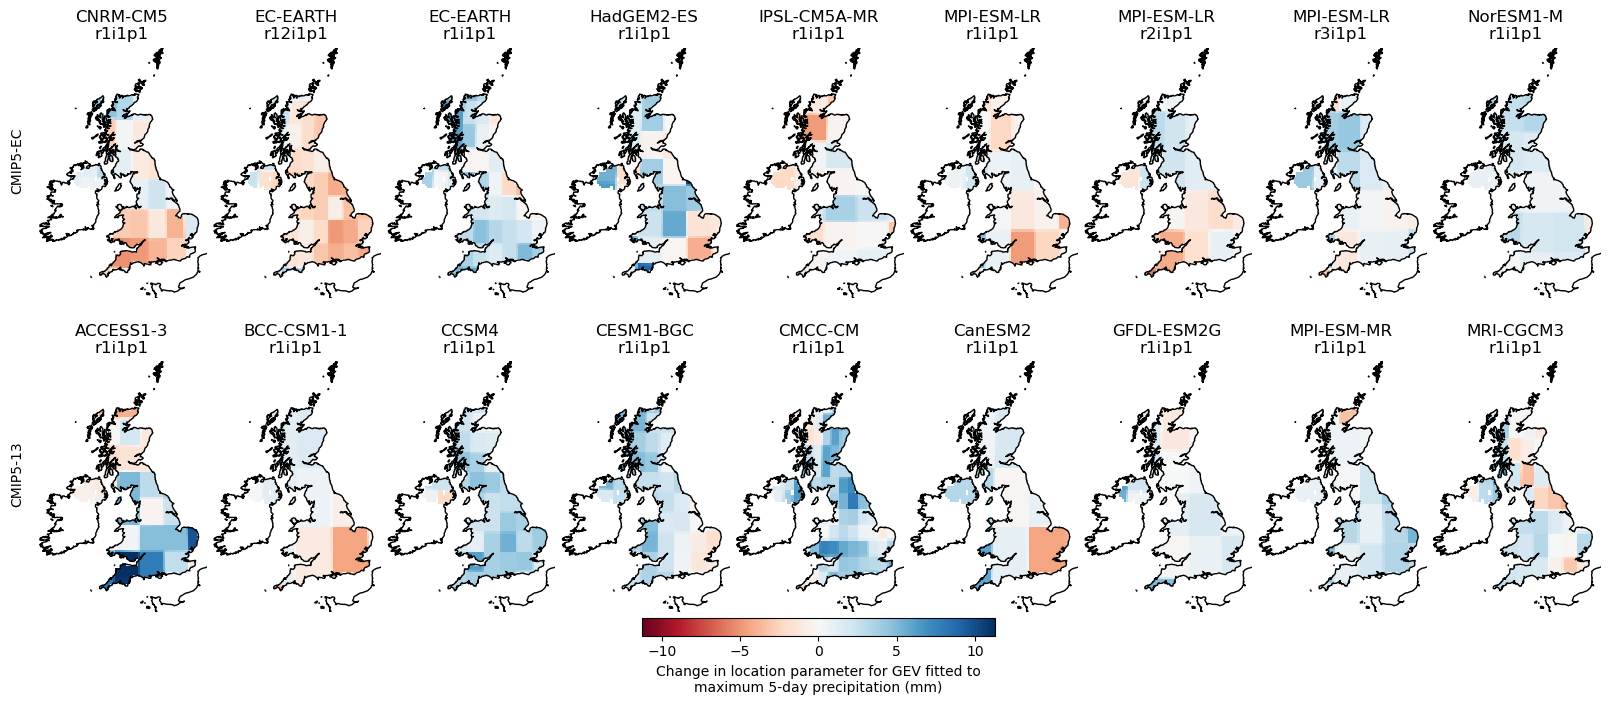 CNRM-CM5 EC-EARTH EC-EARTH HadGEM2-ES IPSL-CM5A-MR MPI-ESM-LR MPI-ESM-LR MPI-ESM-LR NorESM1-M
r1i1p1 r12i1p1 r1i1p1 r1i1p1 r1i1p1 r1i1p1 r2i1p1 r3i1p1 r1i1p1
CMIP5-EC
ACCESS1-3 BCC-CSM1-1 CCSM4 CESM1-BGC CMCC-CM CanESM2 GFDL-ESM2G MPI-ESM-MR MRI-CGCM3
r1i1p1 r1i1p1 r1i1p1 r1i1p1 r1i1p1 r1i1p1 r1i1p1 r1i1p1 r1i1p1
CMIP5-13
−10 −5 0 5 10
Change in location parameter for GEV fitted to
maximum 5-day precipitation (mm)